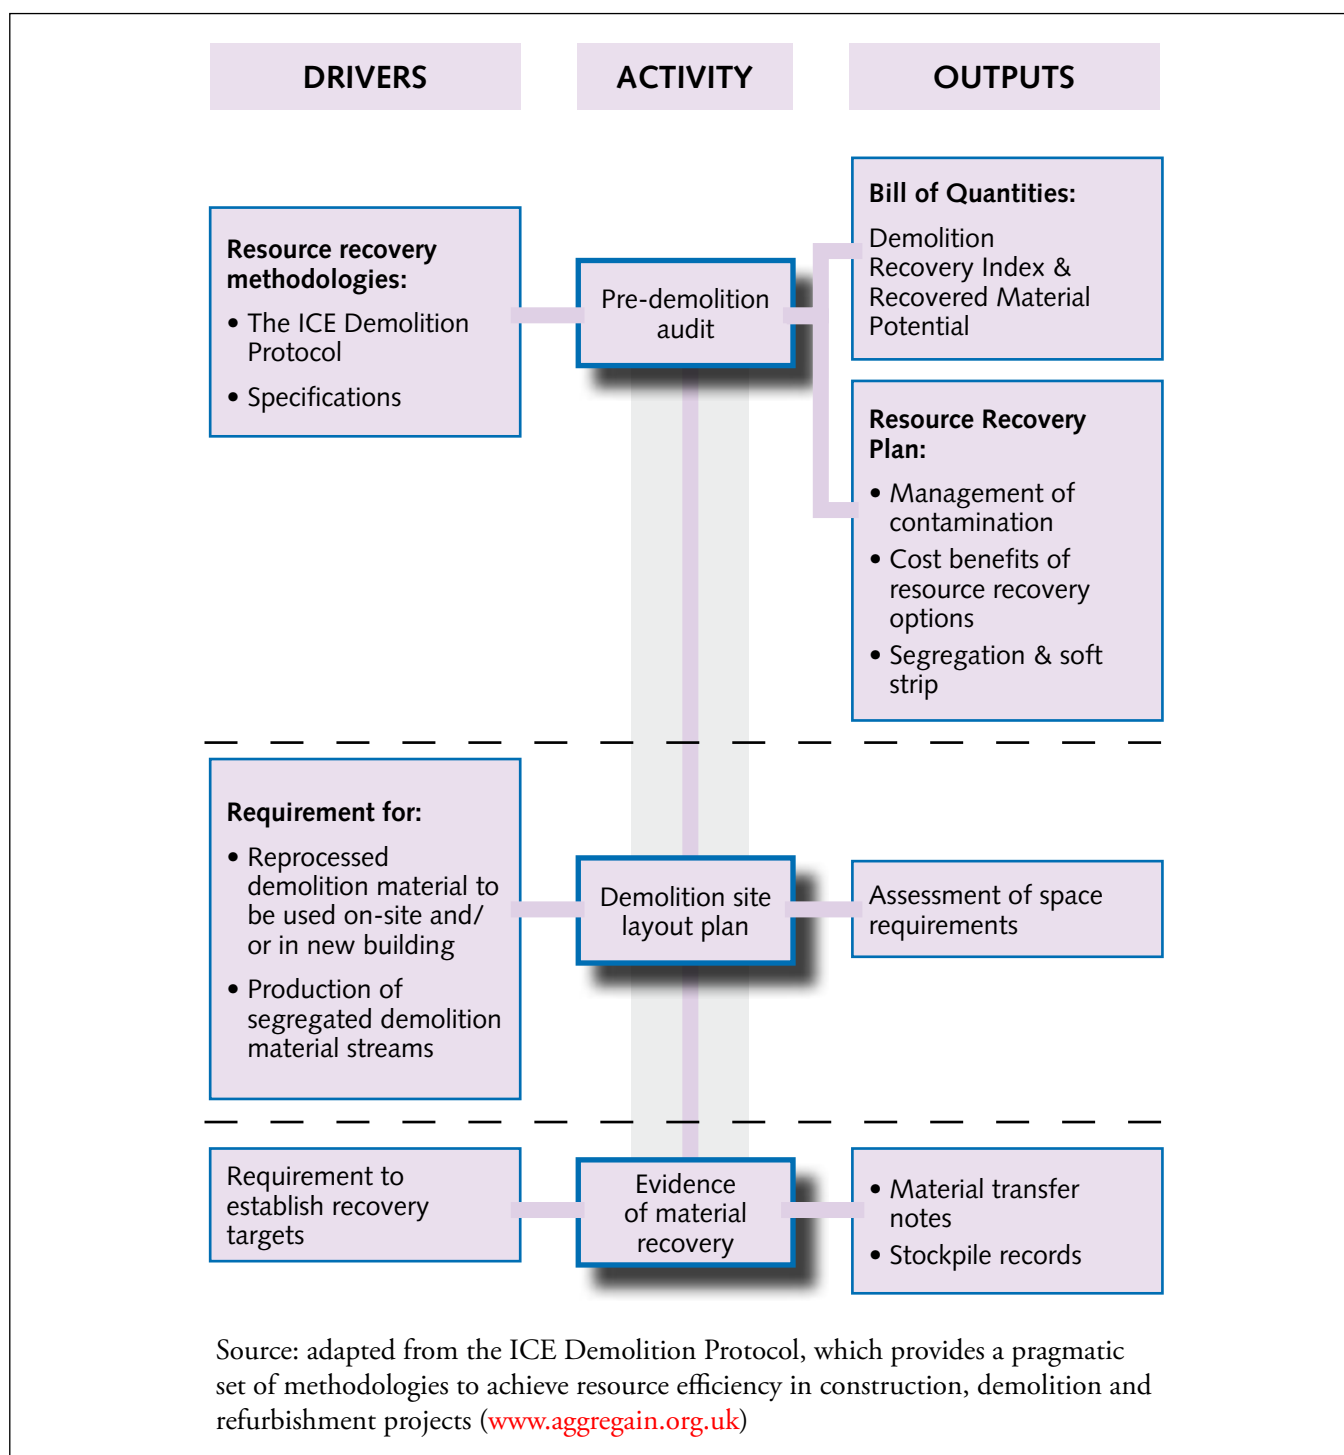 DRIVERS
ACTIVITY
OUTPUTS
Resource recovery
methodologies:
• The ICE Demolition
Protocol
• Specifications
Pre-demolition
audit
Bill of Quantities:
Demolition
Recovery Index &
Recovered Material
Potential
Resource Recovery
Plan:
• Management of
contamination
• Cost benefits of
resource recovery
options
• Segregation & soft
strip
Requirement for:
• Reprocessed
demolition material to
be used on-site and/
or in new building
• Production of
segregated demolition
material streams
Demolition site
layout plan
Assessment of space
requirements
Requirement to
establish recovery
targets
Evidence
of material
recovery
• Material transfer
notes
• Stockpile records
Source: adapted from the ICE Demolition Protocol, which provides a pragmatic
set of methodologies to achieve resource efficiency in construction, demolition and
refurbishment projects (www.aggregain.org.uk)